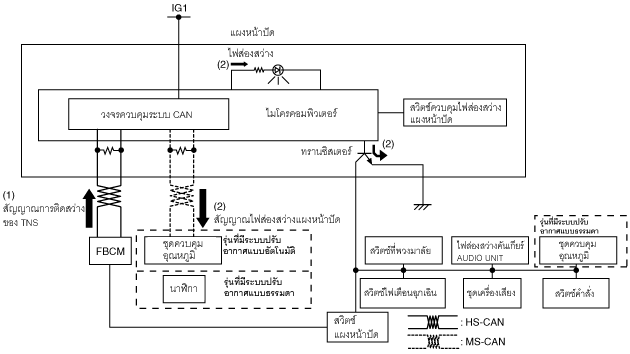 IG1
แผงหน้าปัด
ไฟส่องสว่าง
(2)
วงจรควบคุมระบบ CAN
ไมโครคอมพิวเตอร์
สวิตช์ควบคุมไฟส่องสว่าง
แผงหน้าปัด
ทรานซิสเตอร์
(2)
(1)
สัญญาณการติดสว่าง
ของ TNS
(2)
สัญญาณไฟส่องสว่างแผงหน้าปัด
FBCM
ชุดควบคุม
อุณหภูมิ
รุ่นที่มีระบบปรับ
อากาศแบบอัตโนมัติ
นาฬิกา
รุ่นที่มีระบบปรับ
อากาศแบบธรรมดา
รุ่นที่มีระบบปรับ
อากาศแบบธรรมดา
สวิตช์ที่พวงมาลัย
ไฟส่องสว่างคันเกียร์
AUDIO UNIT
ชุดควบคุม
อุณหภูมิ
สวิตช์ไฟเตือนฉุกเฉิน
ชุดเครื่องเสียง
สวิตช์คำสั่ง
สวิตช์
แผงหน้าปัด
: HS-CAN
: MS-CAN